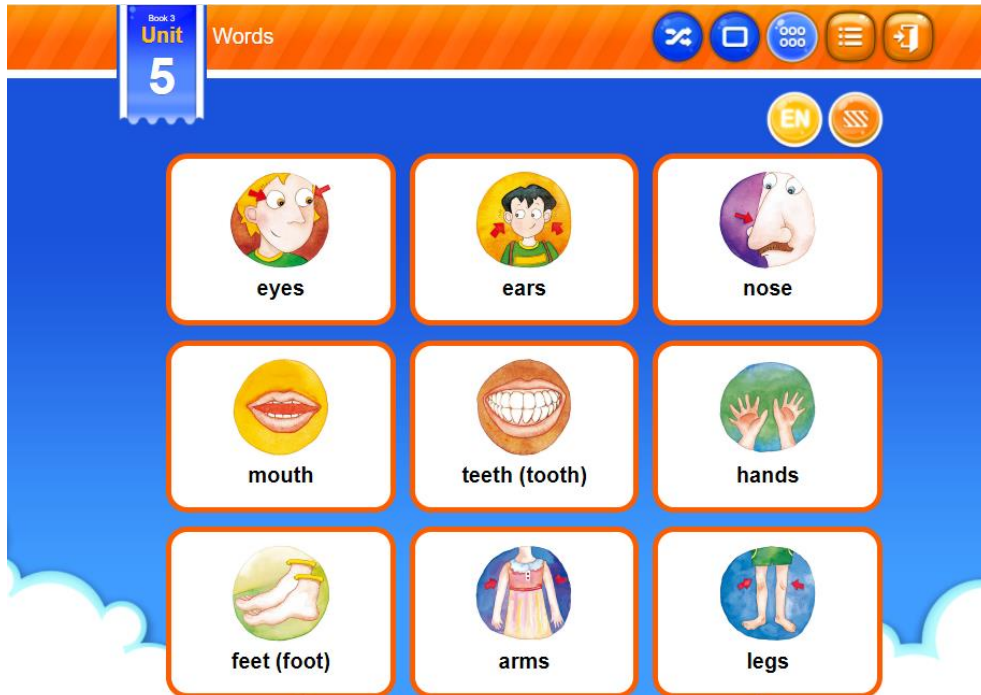 Book 3
Unit
5
Words
EN
eyes
ears
nose
mouth
teeth (tooth)
hands
feet (foot)
arms
legs